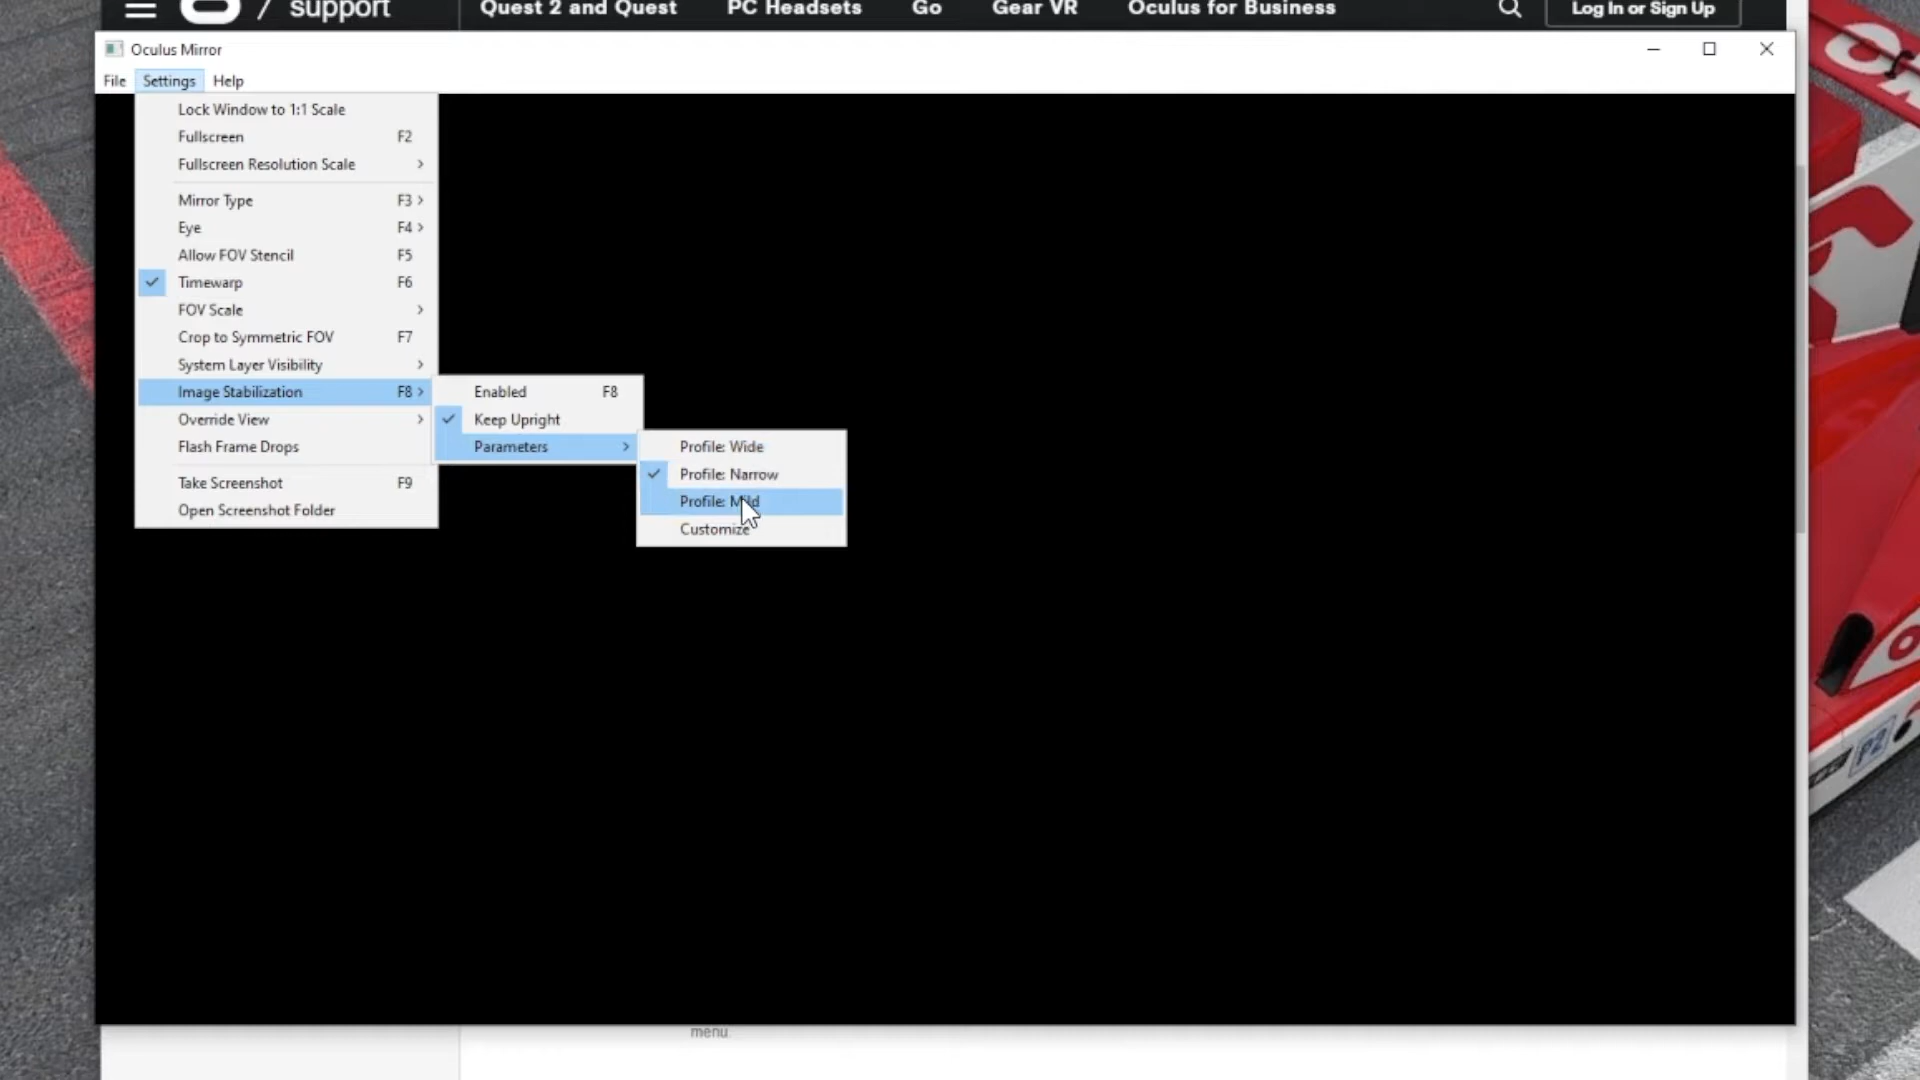 / support
Quest 2 and Quest
PC Headsets
Go
Gear VR
Oculus for Business
Log In or Sign Up
Oculus Mirror
File
Settings
Help
Lock Window to 1:1 Scale
Fullscreen F2
Fullscreen Resolution Scale
Mirror Type F3
Eye F4
Allow FOV Stencil F5
Timewarp F6
FOV Scale
Crop to Symmetric FOV F7
System Layer Visibility
Image Stabilization F8
Override View
Flash Frame Drops
Take Screenshot F9
Open Screenshot Folder
Enabled F8
Keep Upright
Parameters
Profile: Wide
Profile: Narrow
Profile: Mild
Customize
menu.
P2